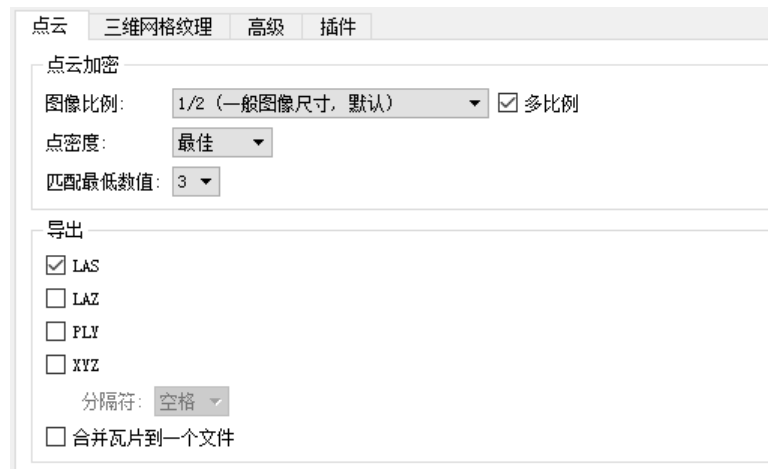 点云 三维网格纹理 高级 插件
点云加密
图像比例: 1/2 (一般图像尺寸, 默认) 多比例
点密度: 最佳
匹配最低数值: 3
导出
LAS
LAZ
PLY
XYZ
分隔符: 空格
合并瓦片到一个文件